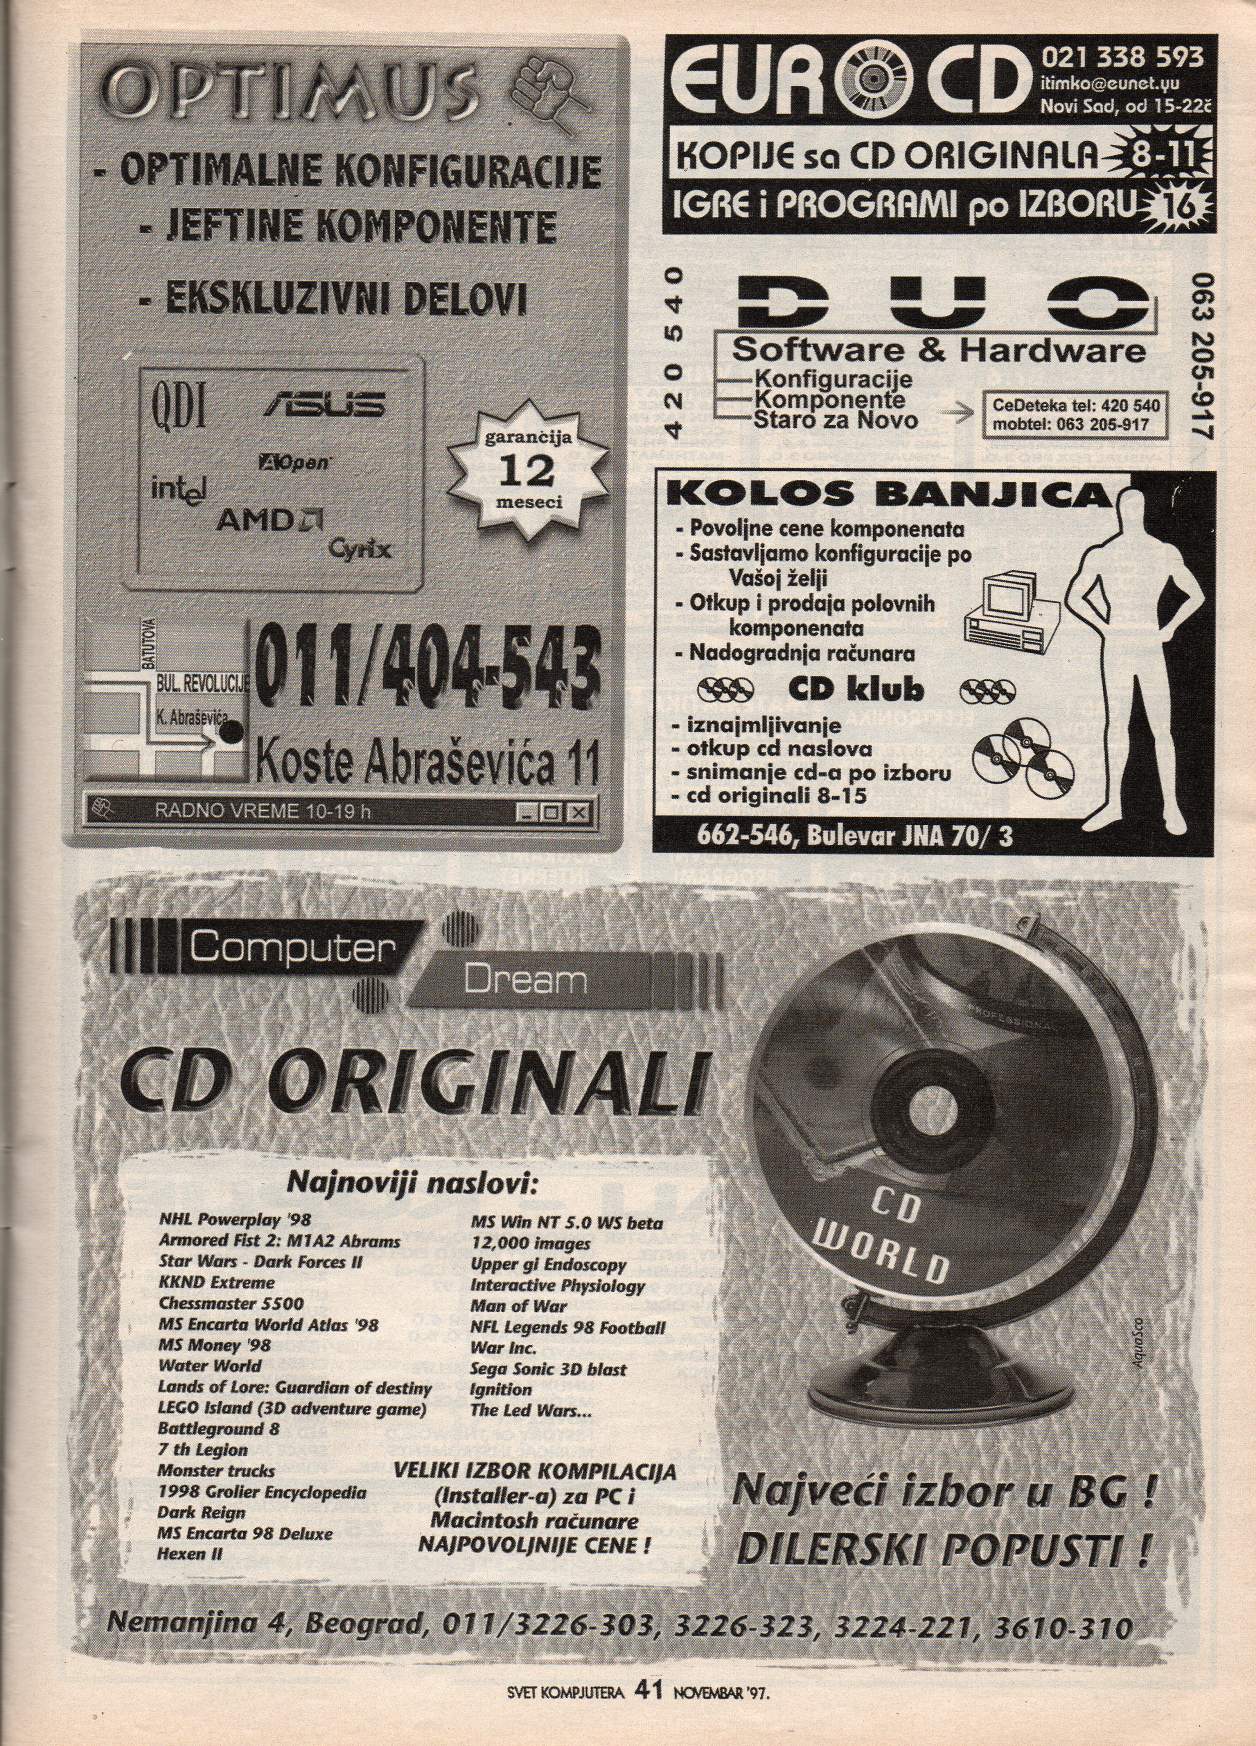 OPTIMUS
- OPTIMALNE KONFIGURACIJE
- JEFTINE KOMPONENTE
- EKSKLUZIVNI DELOVI
QDI
ASUS
AOpen
intel
AMD
Cyrix
garancija
12
meseci
BATUTOVA
BUL. REVOLUCIJE
K. Abraševića
011/404-543
Koste Abraševića 11
RADNO VREME 10-19 h
EURO CD
021 338 593
itimko@eunet.yu
Novi Sad, od 15-22č
KOPIJE sa CD ORIGINALA 8-11
IGRE i PROGRAMI po IZBORU 16
420 540
DUO
Software & Hardware
Konfiguracije
Komponente
Staro za Novo
CeDeteka tel: 420 540
mobtel: 063 205-917
063 205-917
KOLOS BANJICA
- Povoljne cene komponenata
- Sastavljamo konfiguracije po
Vašoj želji
- Otkup i prodaja polovnih
komponenata
- Nadogradnja računara
CD klub
- iznajmljivanje
- otkup cd naslova
- snimanje cd-a po izboru
- cd originali 8-15
662-546, Bulevar JNA 70/ 3
Computer
Dream
CD ORIGINALI
Najnoviji naslovi:
NHL Powerplay '98
Armored Fist 2: M1A2 Abrams
Star Wars - Dark Forces II
KKND Extreme
Chessmaster 5500
MS Encarta World Atlas '98
MS Money '98
Water World
Lands of Lore: Guardian of destiny
LEGO Island (3D adventure game)
Battleground 8
7 th Legion
Monster trucks
1998 Grolier Encyclopedia
Dark Reign
MS Encarta 98 Deluxe
Hexen II
MS Win NT 5.0 WS beta
12,000 images
Upper gi Endoscopy
Interactive Physiology
Man of War
NFL Legends 98 Football
War Inc.
Sega Sonic 3D blast
Ignition
The Led Wars...
VELIKI IZBOR KOMPILACIJA
(Installer-a) za PC i
Macintosh računare
NAJPOVOLJNIJE CENE !
PROFESSIONAL
CD
WORLD
AquaSco
Najveći izbor u BG !
DILERSKI POPUSTI !
Nemanjina 4, Beograd, 011/3226-303, 3226-323, 3224-221, 3610-310
SVET KOMPJUTERA 41 NOVEMBAR '97.